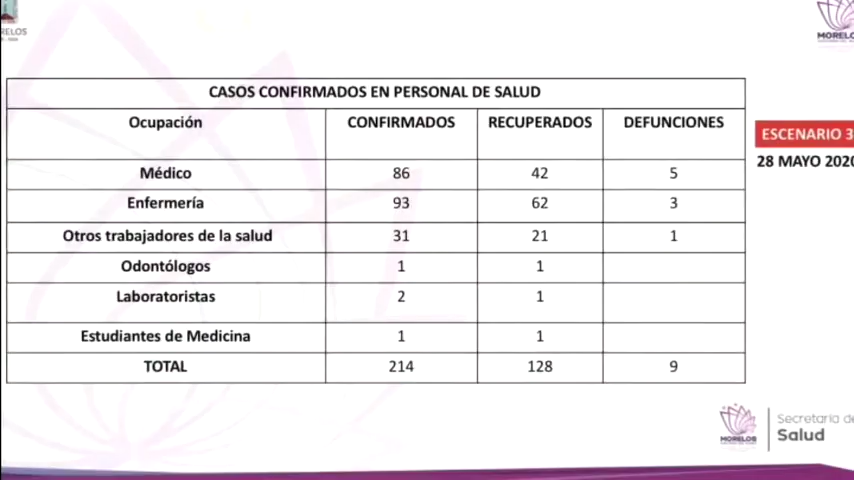 RELOS
MORELOS
CASOS CONFIRMADOS EN PERSONAL DE SALUD
Ocupación CONFIRMADOS RECUPERADOS DEFUNCIONES
ESCENARIO 3
28 MAYO 2020
Médico 86 42 5
Enfermería 93 62 3
Otros trabajadores de la salud 31 21 1
Odontólogos 1 1
Laboratoristas 2 1
Estudiantes de Medicina 1 1
TOTAL 214 128 9
MORELOS
Secretaría de
Salud